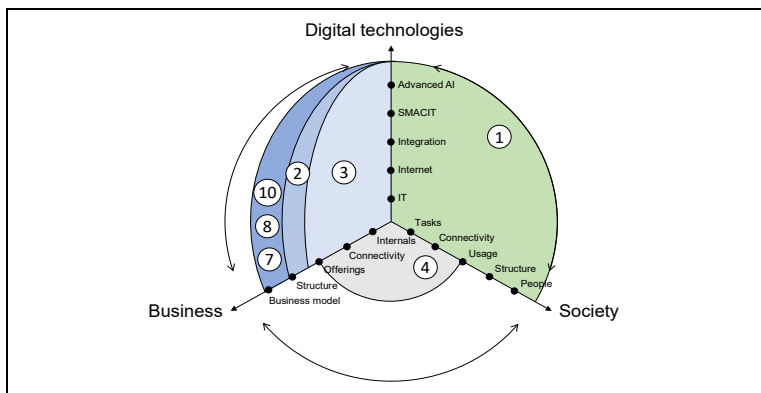 Digital technologies
Advanced AI
SMACIT
1
Integration
2
3
Internet
10
IT
8
Tasks
Internals
Connectivity
Connectivity
Usage
7
Offerings
4
Structure
Structure
People
Business model
Business
Society